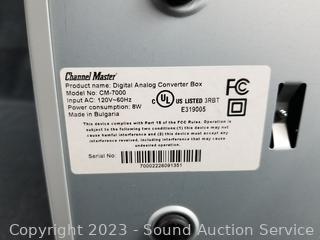 Channel Master
Product name: Digital Analog Converter Box
Model No: CM-7000
Input AC: 120V~60Hz
Power consumption: 8W
Made in Bulgaria
FC
c UL US LISTED 3RBT
E319005
This device complies with Part 15 of the FCC Rules. Operation is
subject to the following two conditions (1) this device may not
cause harmful interference and (2) this device must accept any
interference received including interference that may cause
undesired operation.
Serial No:
70002226091351
Copyright © 2023 - Sound Auction Service